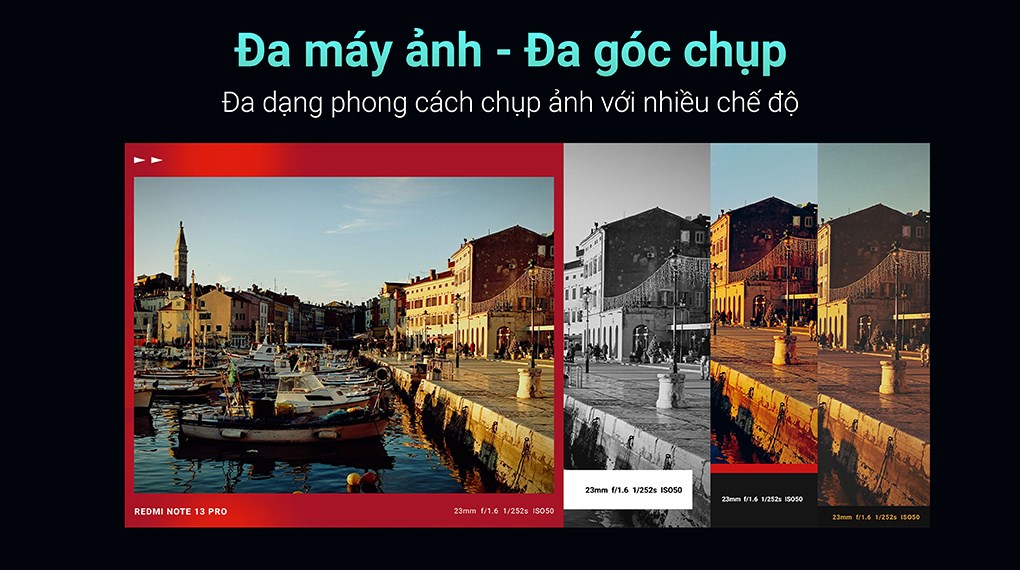 Đa máy ảnh - Đa góc chụp
Đa dạng phong cách chụp ảnh với nhiều chế độ
REDMI NOTE 13 PRO
23mm f/1.6 1/252s ISO50
23mm f/1.6 1/252s ISO50
23mm f/1.6 1/252s ISO50
23mm f/1.6 1/252s ISO50